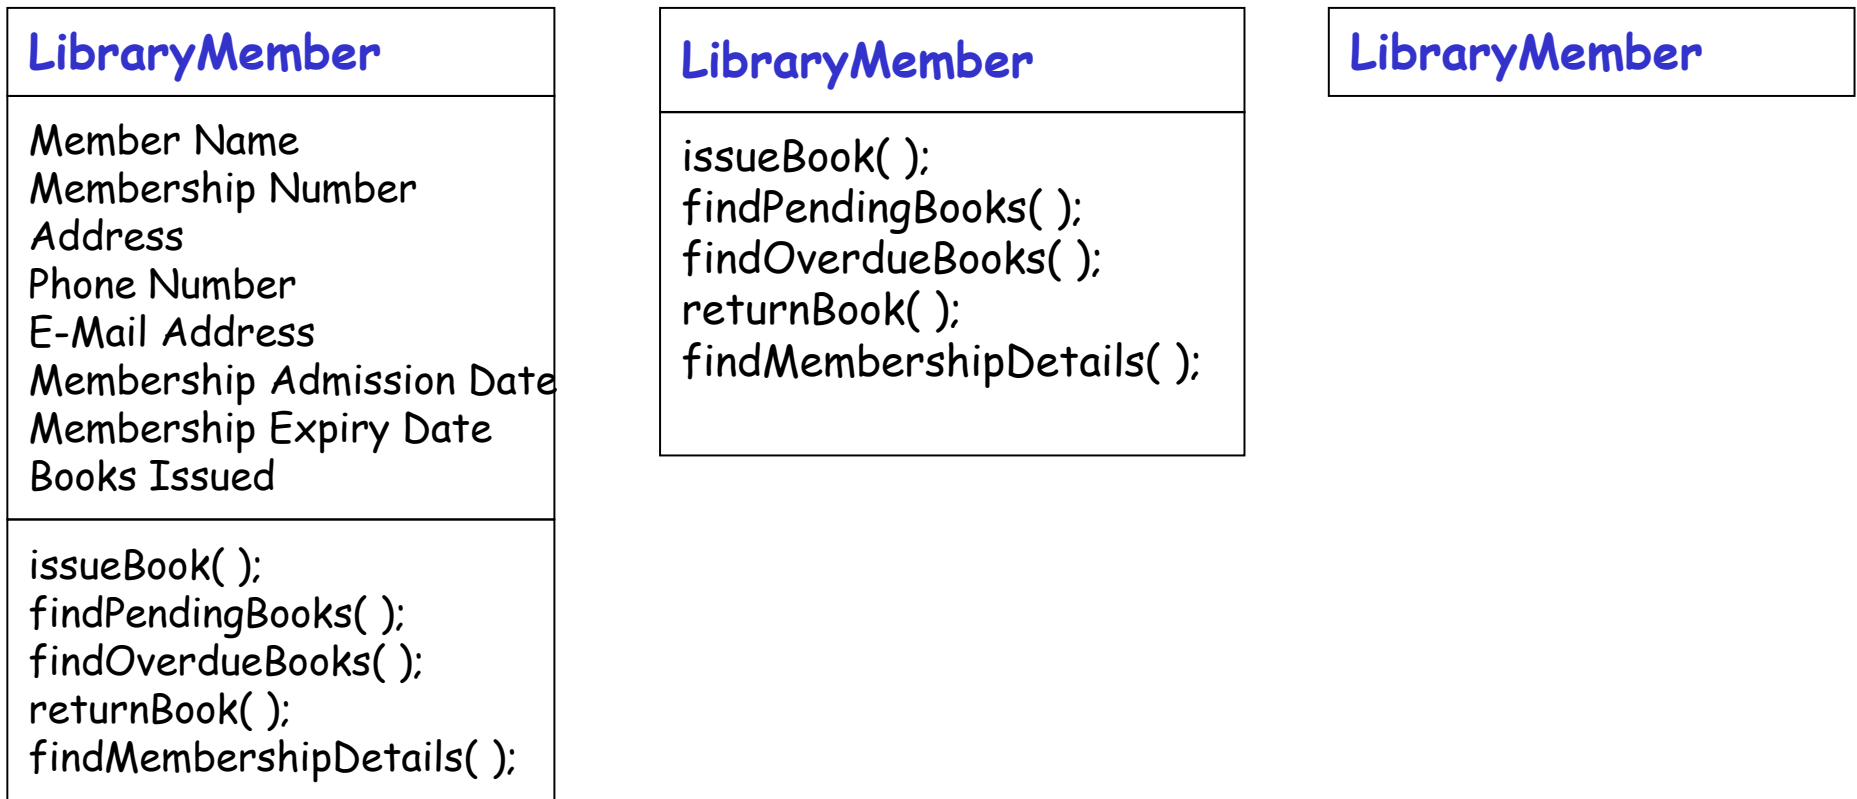 LibraryMember
Member Name
Membership Number
Address
Phone Number
E-Mail Address
Membership Admission Date
Membership Expiry Date
Books Issued
issueBook( );
findPendingBooks( );
findOverdueBooks( );
returnBook( );
findMembershipDetails( );
LibraryMember
issueBook( );
findPendingBooks( );
findOverdueBooks( );
returnBook( );
findMembershipDetails( );
LibraryMember